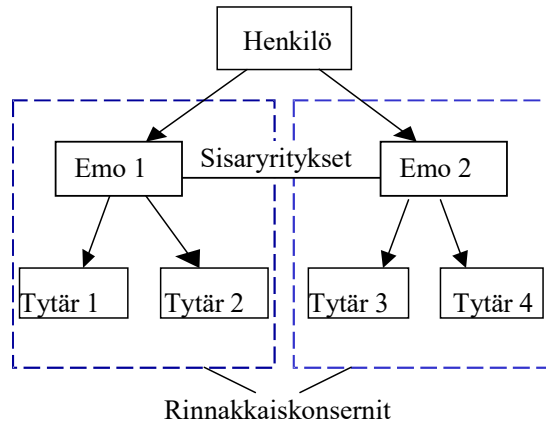 Henkilö
Sisaryritykset
Emo 1
Emo 2
Tytär 1
Tytär 2
Tytär 3
Tytär 4
Rinnakkaiskonsernit